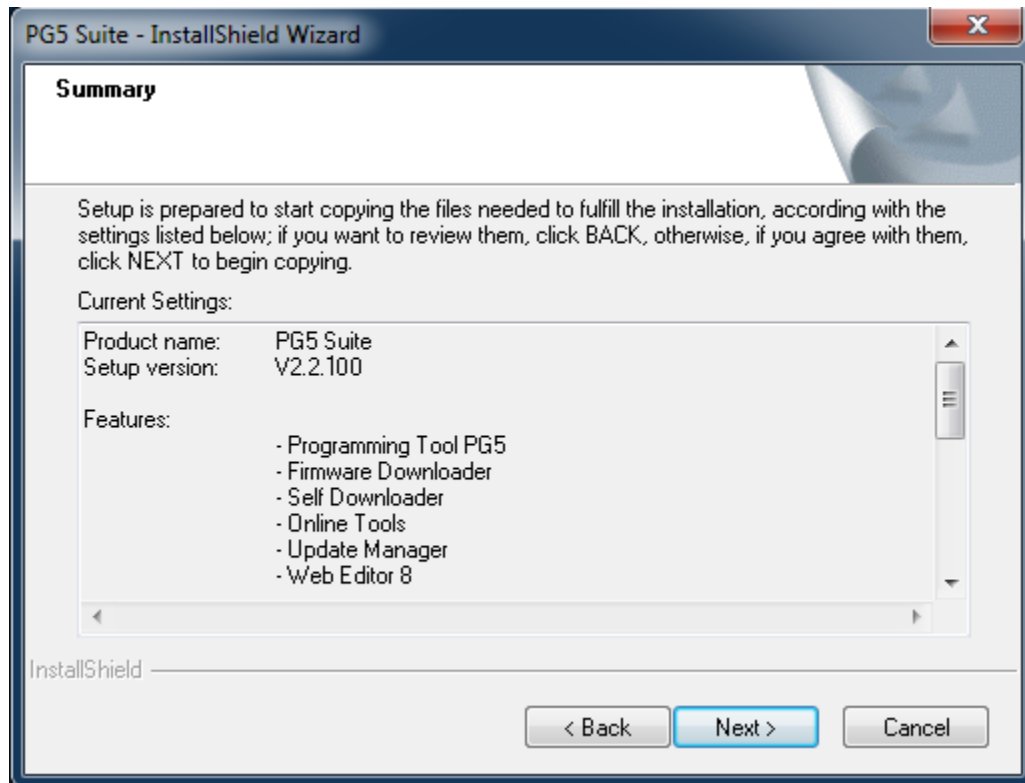 PG5 Suite - InstallShield Wizard
Summary
Setup is prepared to start copying the files needed to fulfill the installation, according with the
settings listed below; if you want to review them, click BACK, otherwise, if you agree with them,
click NEXT to begin copying.
Current Settings:
Product name: PG5 Suite
Setup version: V2.2.100
Features:
- Programming Tool PG5
- Firmware Downloader
- Self Downloader
- Online Tools
- Update Manager
- Web Editor 8
InstallShield
< Back Next > Cancel